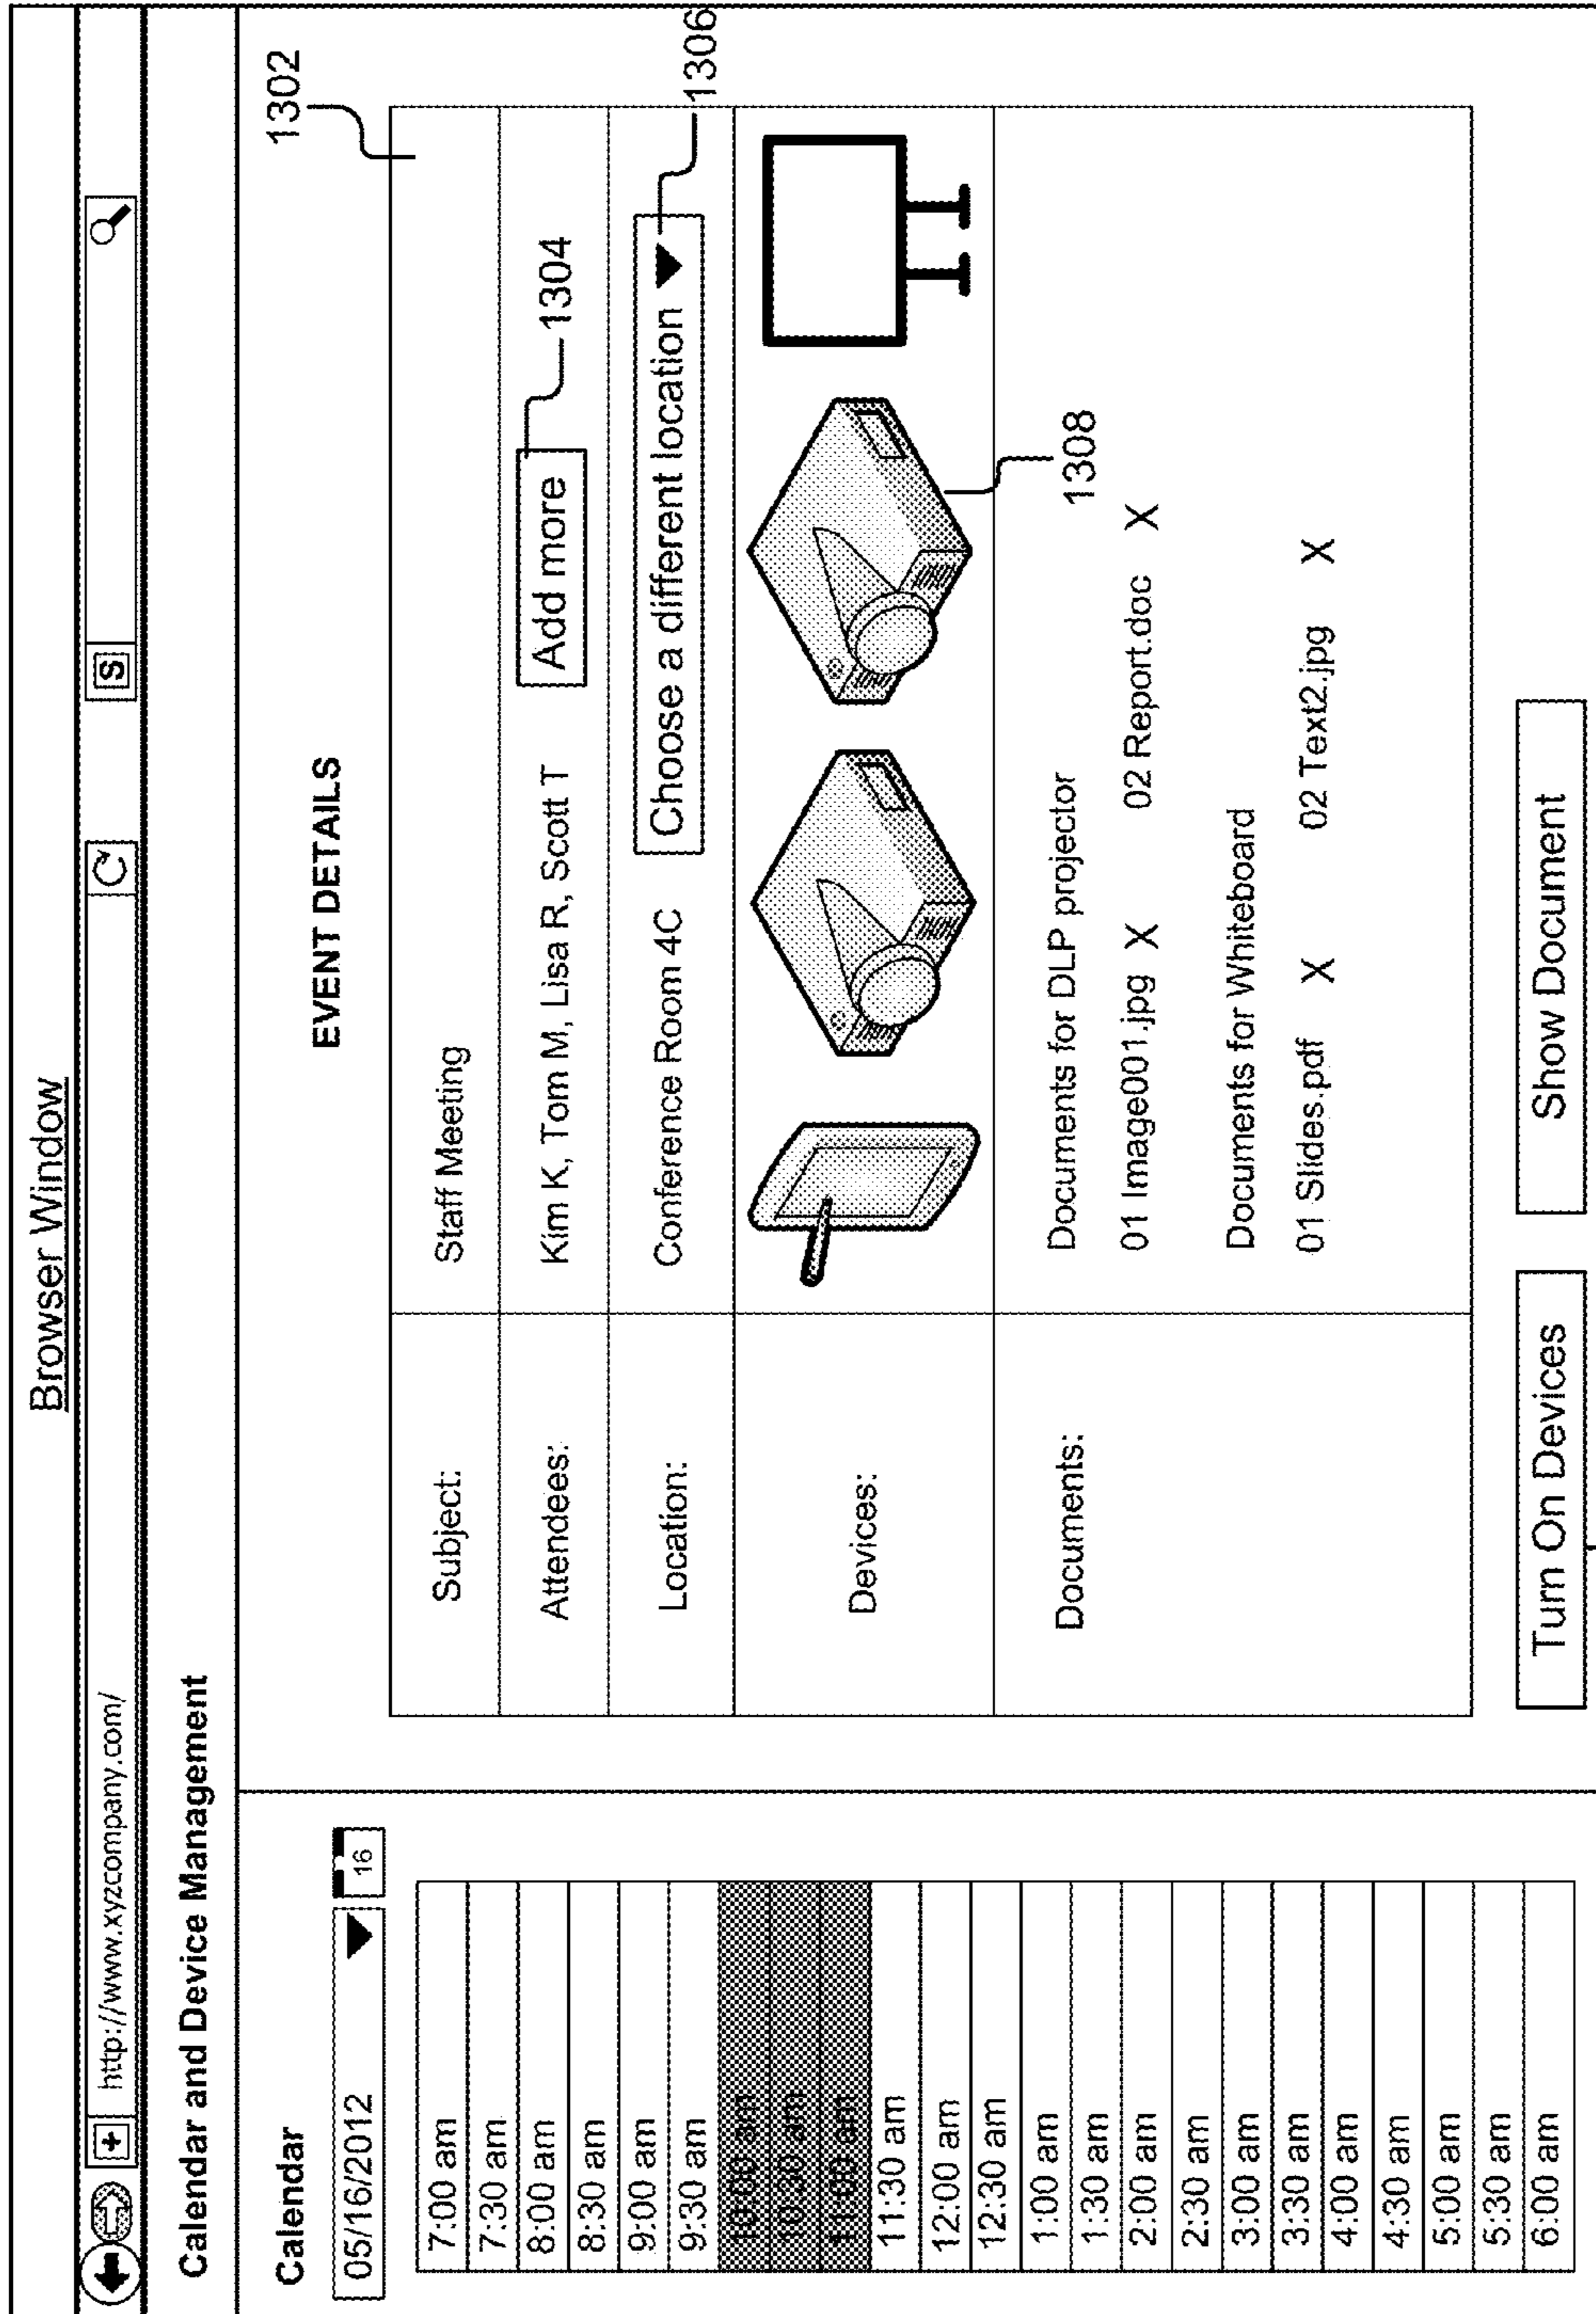 Browser Window
+ http://www.xyzcompany.com/ S
Calendar and Device Management
Calendar
05/16/2012 16
7:00 am
7:30 am
8:00 am
8:30 am
9:00 am
9:30 am
10:00 am
10:30 am
11:00 am
11:30 am
12:00 am
12:30 am
1:00 am
1:30 am
2:00 am
2:30 am
3:00 am
3:30 am
4:00 am
4:30 am
5:00 am
5:30 am
6:00 am
EVENT DETAILS
1302
Subject: Staff Meeting
Attendees: Kim K, Tom M, Lisa R, Scott T Add more 1304
Location: Conference Room 4C Choose a different location 1306
Devices:
1308
Documents: Documents for DLP projector
01 Image001.jpg X 02 Report.doc X
Documents for Whiteboard
01 Slides.pdf X 02 Text2.jpg X
Turn On Devices Show Document